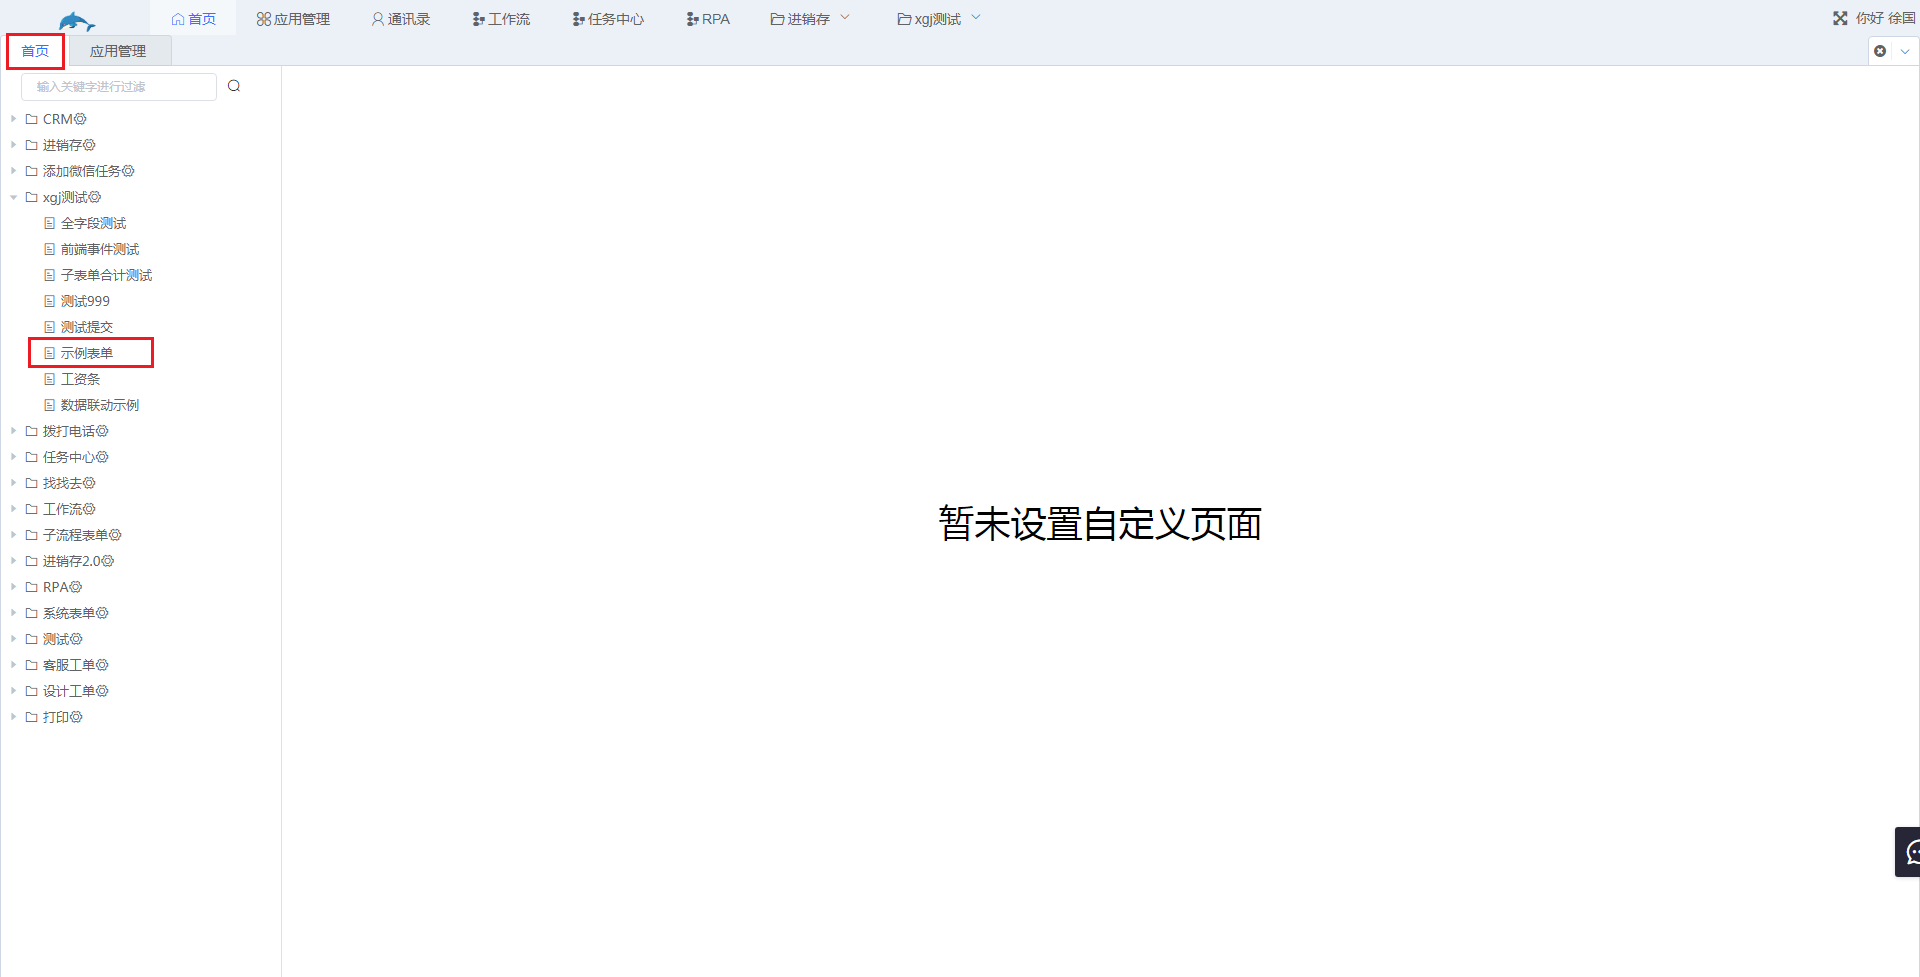 首页 应用管理 通讯录 工作流 任务中心 RPA 进销存 xgj测试 你好 徐国
首页 应用管理
输入关键字进行过滤
CRM
进销存
添加微信任务
xgj测试
全字段测试
前端事件测试
子表单合计测试
测试999
测试提交
示例表单
工资条
数据联动示例
拨打电话
任务中心
找找去
工作流
子流程表单
进销存2.0
RPA
系统表单
测试
客服工单
设计工单
打印
暂未设置自定义页面